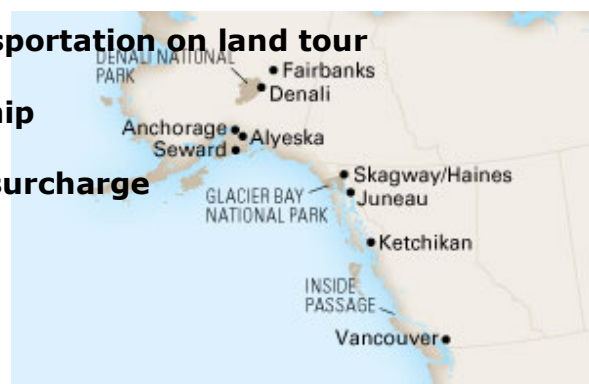 sportation on land tour
DENALI NATIONAL
PARK
Fairbanks
Denali
ip
Anchorage
Alyeska
Seward
surcharge
Skagway/Haines
GLACIER BAY
NATIONAL PARK
Juneau
Ketchikan
INSIDE
PASSAGE
Vancouver